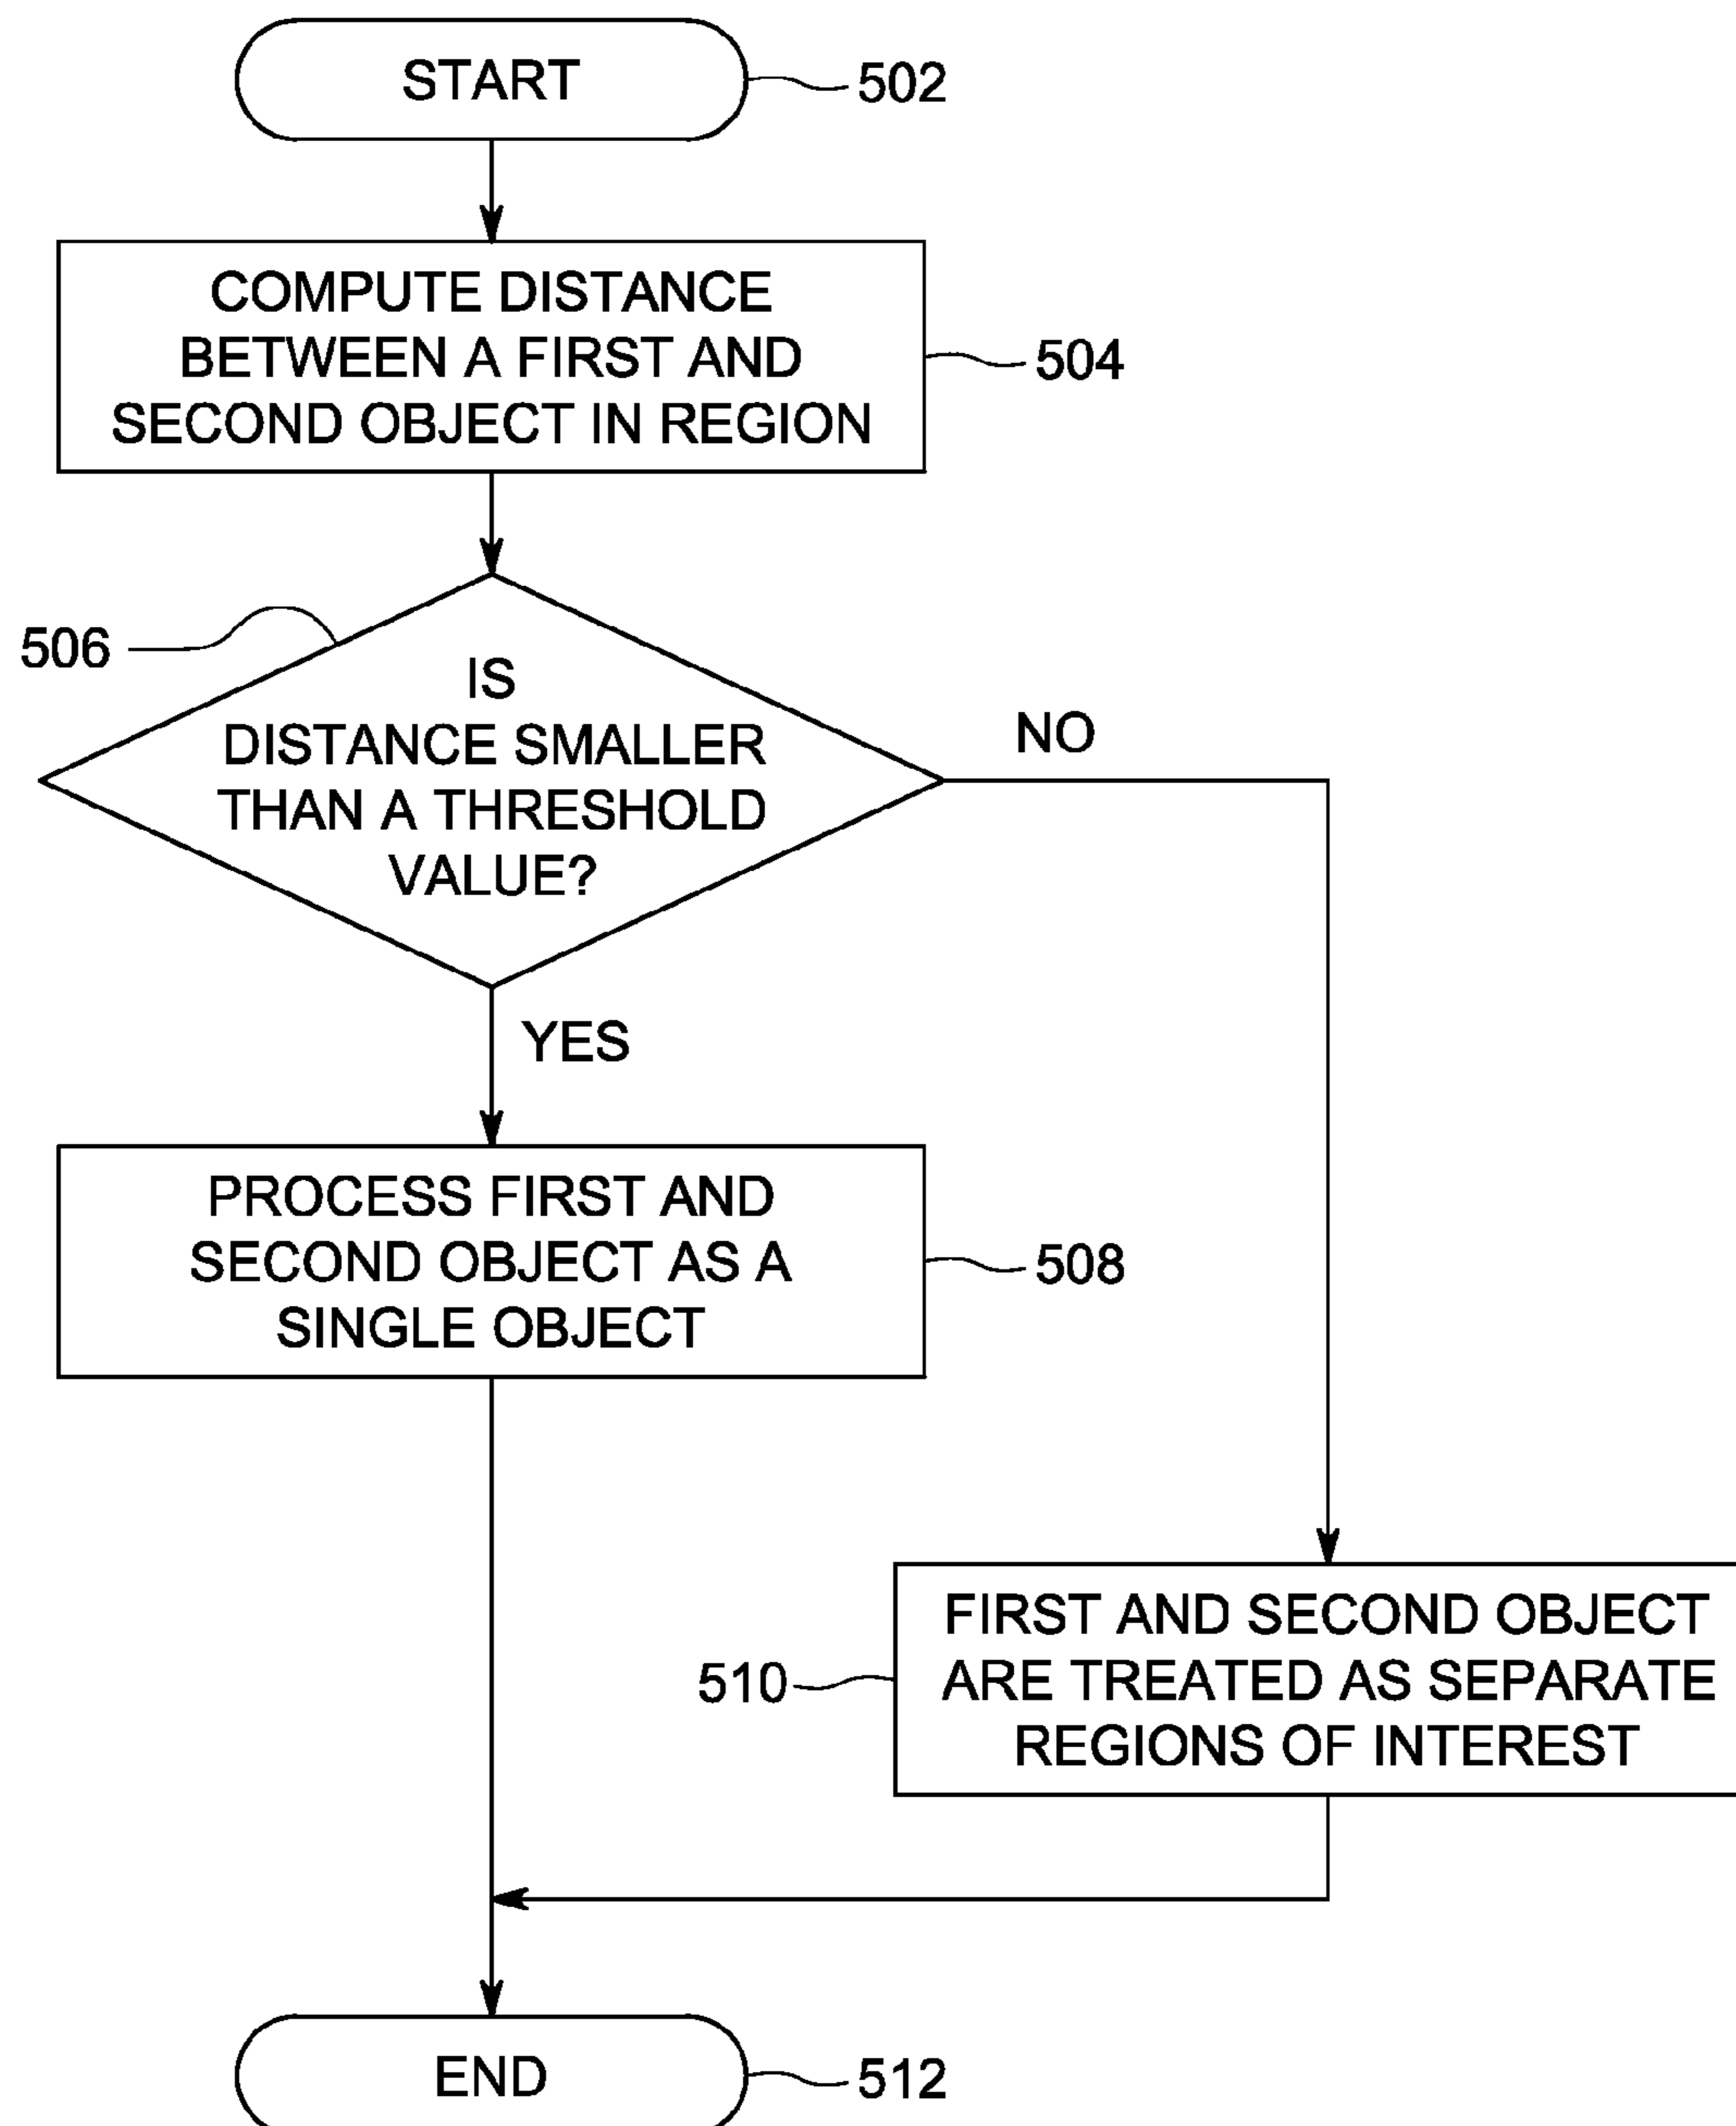 START
502
COMPUTE DISTANCE
BETWEEN A FIRST AND
SECOND OBJECT IN REGION
504
506
IS
DISTANCE SMALLER
THAN A THRESHOLD
VALUE?
NO
YES
PROCESS FIRST AND
SECOND OBJECT AS A
SINGLE OBJECT
508
FIRST AND SECOND OBJECT
ARE TREATED AS SEPARATE
REGIONS OF INTEREST
510
END
512